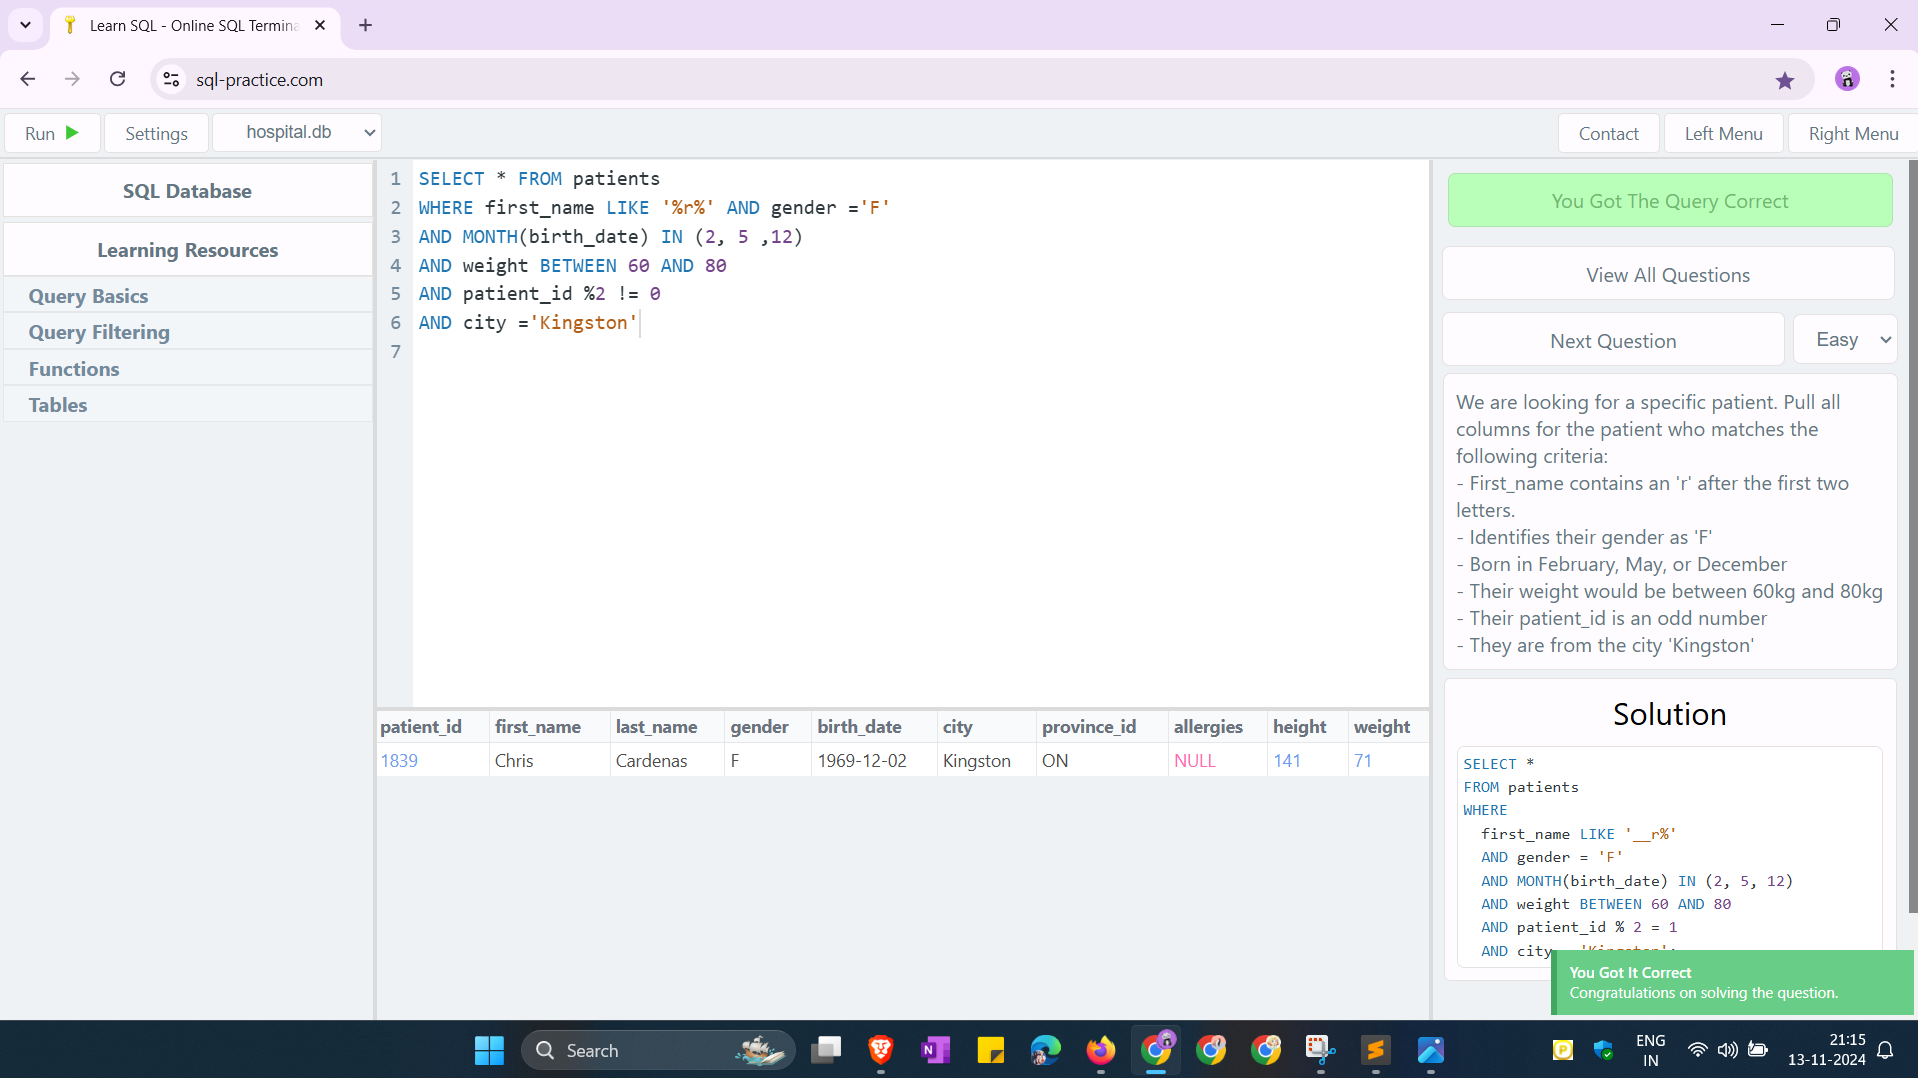 Learn SQL - Online SQL Termina
sql-practice.com
Run
Settings
hospital.db
Contact
Left Menu
Right Menu
SQL Database
Learning Resources
Query Basics
Query Filtering
Functions
Tables
1 SELECT * FROM patients
2 WHERE first_name LIKE '%r%' AND gender ='F'
3 AND MONTH(birth_date) IN (2, 5 ,12)
4 AND weight BETWEEN 60 AND 80
5 AND patient_id %2 != 0
6 AND city ='Kingston'
7
patient_id first_name last_name gender birth_date city province_id allergies height weight
1839 Chris Cardenas F 1969-12-02 Kingston ON NULL 141 71
You Got The Query Correct
View All Questions
Next Question
Easy
We are looking for a specific patient. Pull all
columns for the patient who matches the
following criteria:
- First_name contains an 'r' after the first two
letters.
- Identifies their gender as 'F'
- Born in February, May, or December
- Their weight would be between 60kg and 80kg
- Their patient_id is an odd number
- They are from the city 'Kingston'
Solution
SELECT *
FROM patients
WHERE
first_name LIKE '__r%'
AND gender = 'F'
AND MONTH(birth_date) IN (2, 5, 12)
AND weight BETWEEN 60 AND 80
AND patient_id % 2 = 1
AND city
You Got It Correct
Congratulations on solving the question.
Search
ENG
IN
21:15
13-11-2024